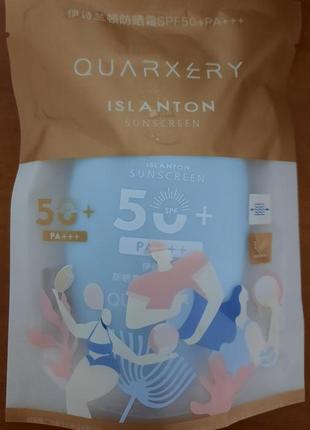 伊诗兰顿防晒霜SPF50+PA+++
QUARXERY
ISLANTON
SUNSCREEN
ISLANTON
SUNSCREEN
50+
PA+++
50+
SPF
PA+++